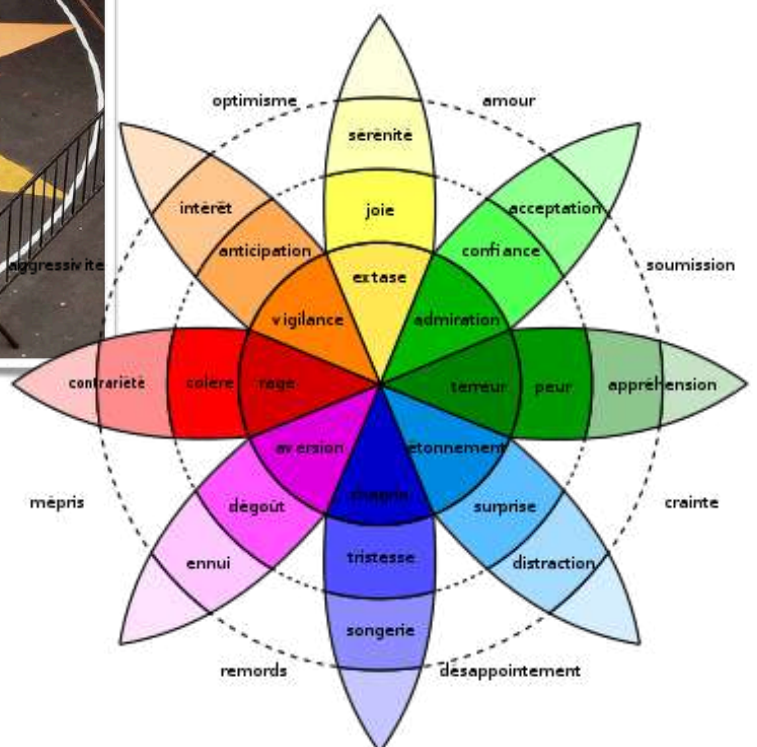 optimisme
amour
sérénité
intérêt
acceptation
joie
anticipation
confiance
aggressivite
soumission
extase
vigilance
admiration
contrariété
colère
rage
terreur
peur
appréhension
aversion
étonnement
chagrin
mépris
dégoût
surprise
crainte
tristesse
ennui
distraction
songerie
remords
désappointement